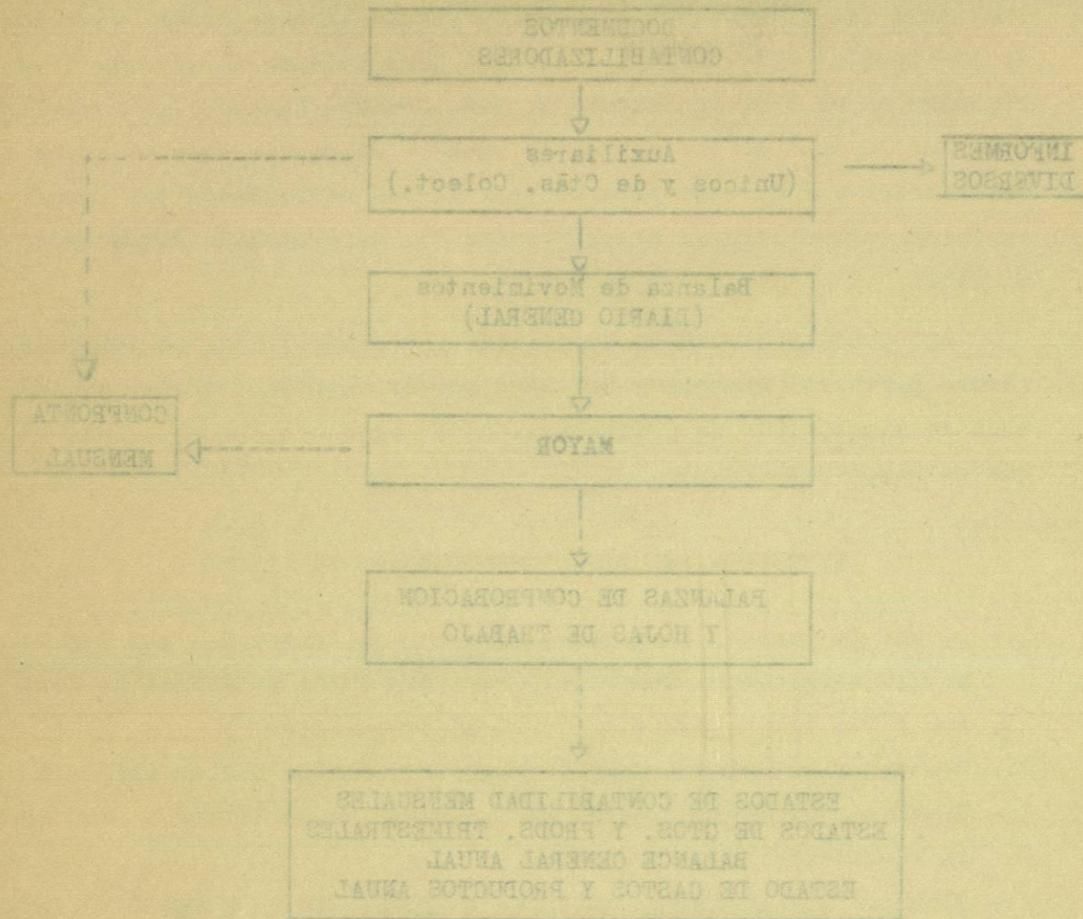 DOCUMENTOS
CONTABILIZADORES
Auxiliares
(Unicos y de Ctas. Colect.)
INFORMES
DIVERSOS
Balanza de Movimientos
(DIARIO GENERAL)
CONFRONTA
MENSUAL
MAYOR
BALANZAS DE COMPROBACION
Y HOJAS DE TRABAJO
ESTADOS DE CONTABILIDAD MENSUALES
ESTADOS DE GTOS. Y PRODS. TRIMESTRALES
BALANCE GENERAL ANUAL
ESTADO DE GASTOS Y PRODUCTOS ANUAL